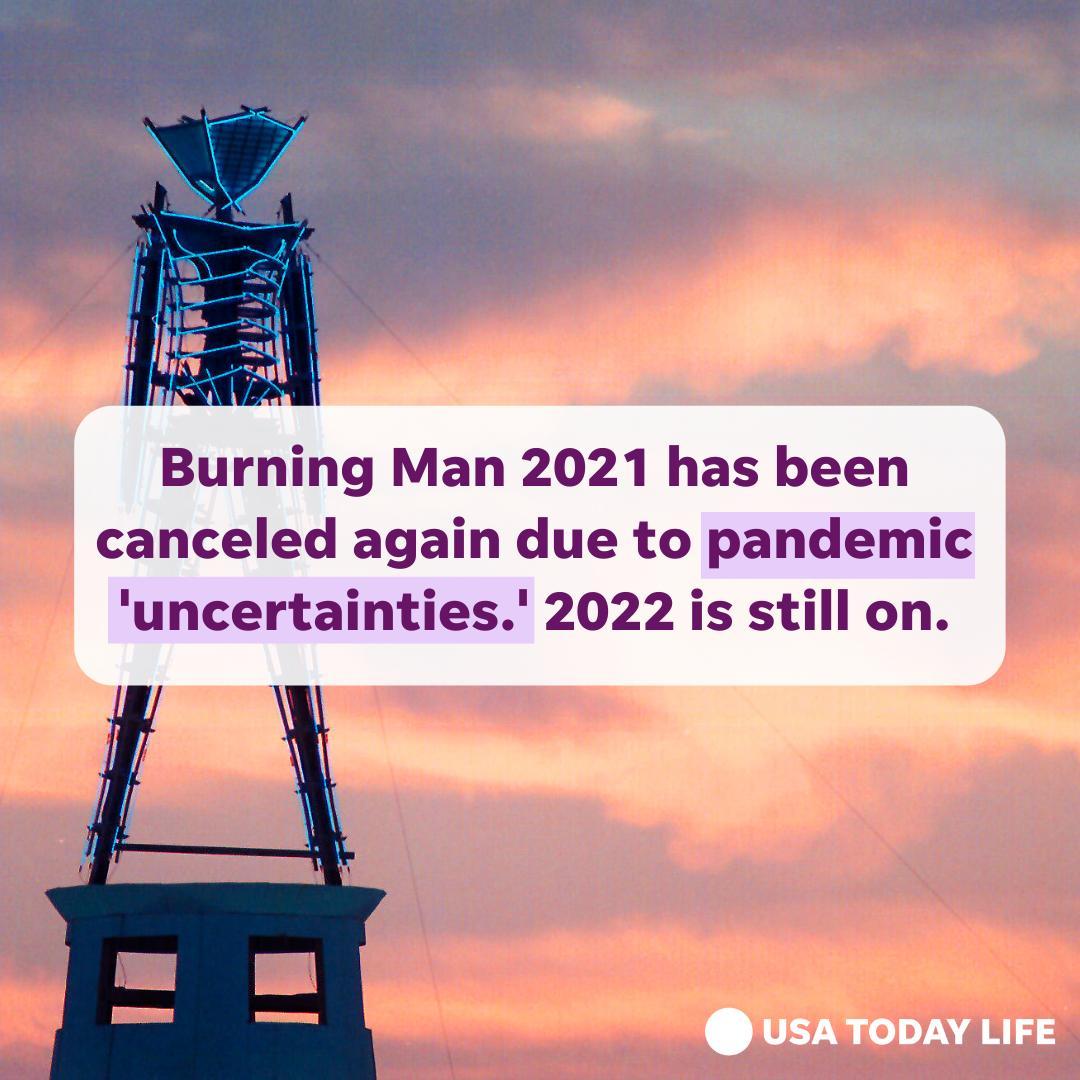 Burning Man 2021 has been
canceled again due to pandemic
'uncertainties.' 2022 is still on.
USA TODAY LIFE